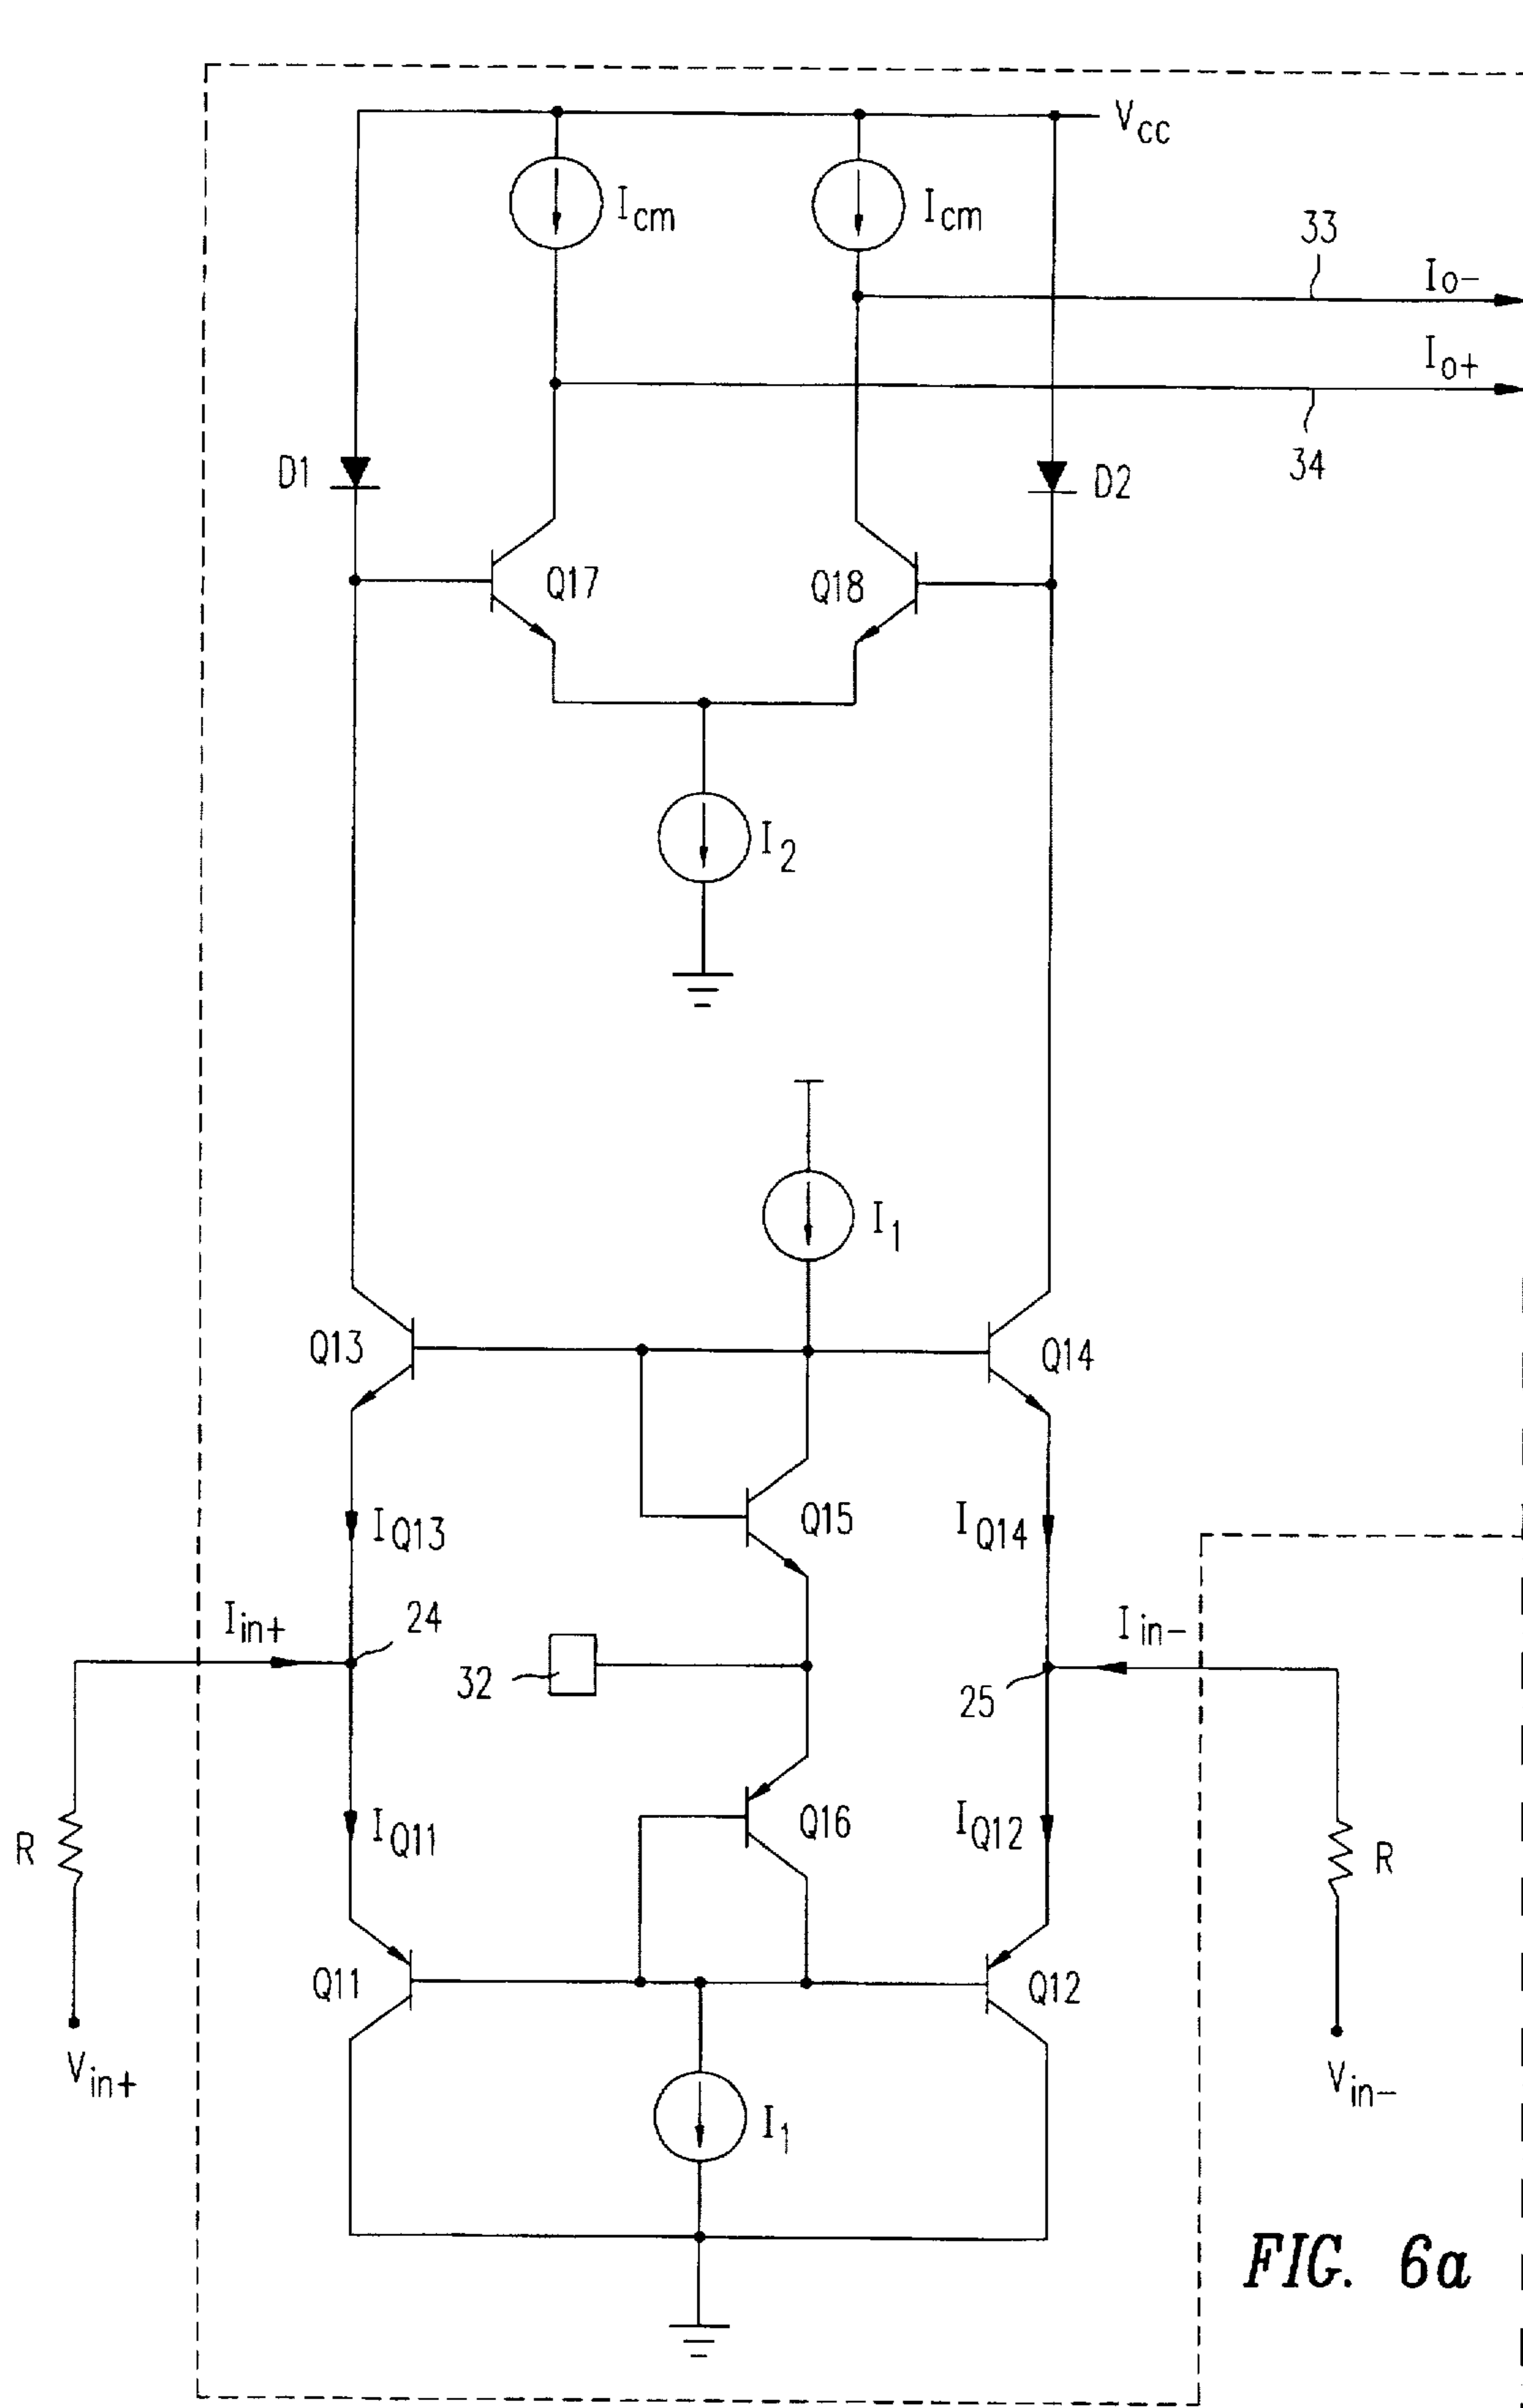 Vcc
Icm
Icm
33
Io-
Io+
34
D1
D2
Q17
Q18
I2
I1
Q13
Q14
Q15
IQ13
IQ14
Iin+
24
Iin-
32
25
Q16
IQ11
IQ12
R
R
Q11
Q12
Vin+
I1
Vin-
FIG. 6a